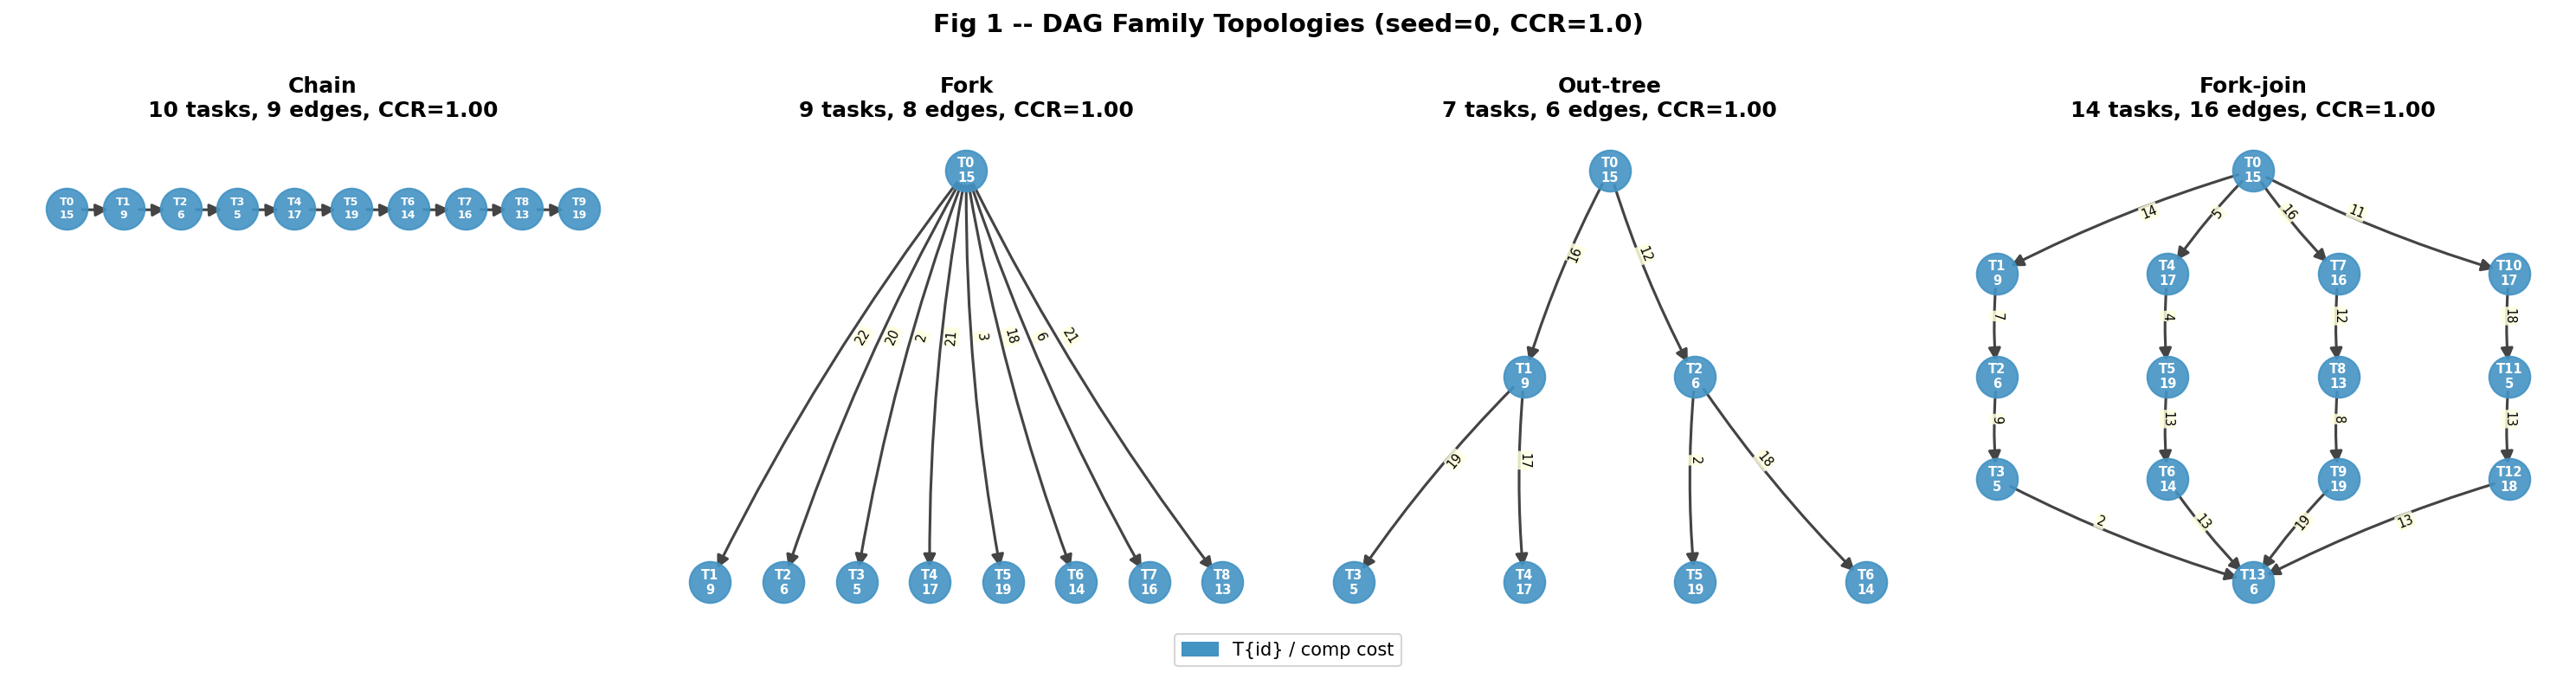 Fig 1 -- DAG Family Topologies (seed=0, CCR=1.0)
Chain
10 tasks, 9 edges, CCR=1.00
T0
15
T1
9
T2
6
T3
5
T4
17
T5
19
T6
14
T7
16
T8
13
T9
19
Fork
9 tasks, 8 edges, CCR=1.00
T0
15
22
20
2
21
3
18
6
21
T1
9
T2
6
T3
5
T4
17
T5
19
T6
14
T7
16
T8
13
Out-tree
7 tasks, 6 edges, CCR=1.00
T0
15
16
12
T1
9
T2
6
19
17
2
18
T3
5
T4
17
T5
19
T6
14
Fork-join
14 tasks, 16 edges, CCR=1.00
T0
15
14
5
16
11
T1
9
T4
17
T7
16
T10
17
7
4
12
18
T2
6
T5
19
T8
13
T11
5
9
13
8
13
T3
5
T6
14
T9
19
T12
18
2
13
19
13
T13
6
T{id} / comp cost